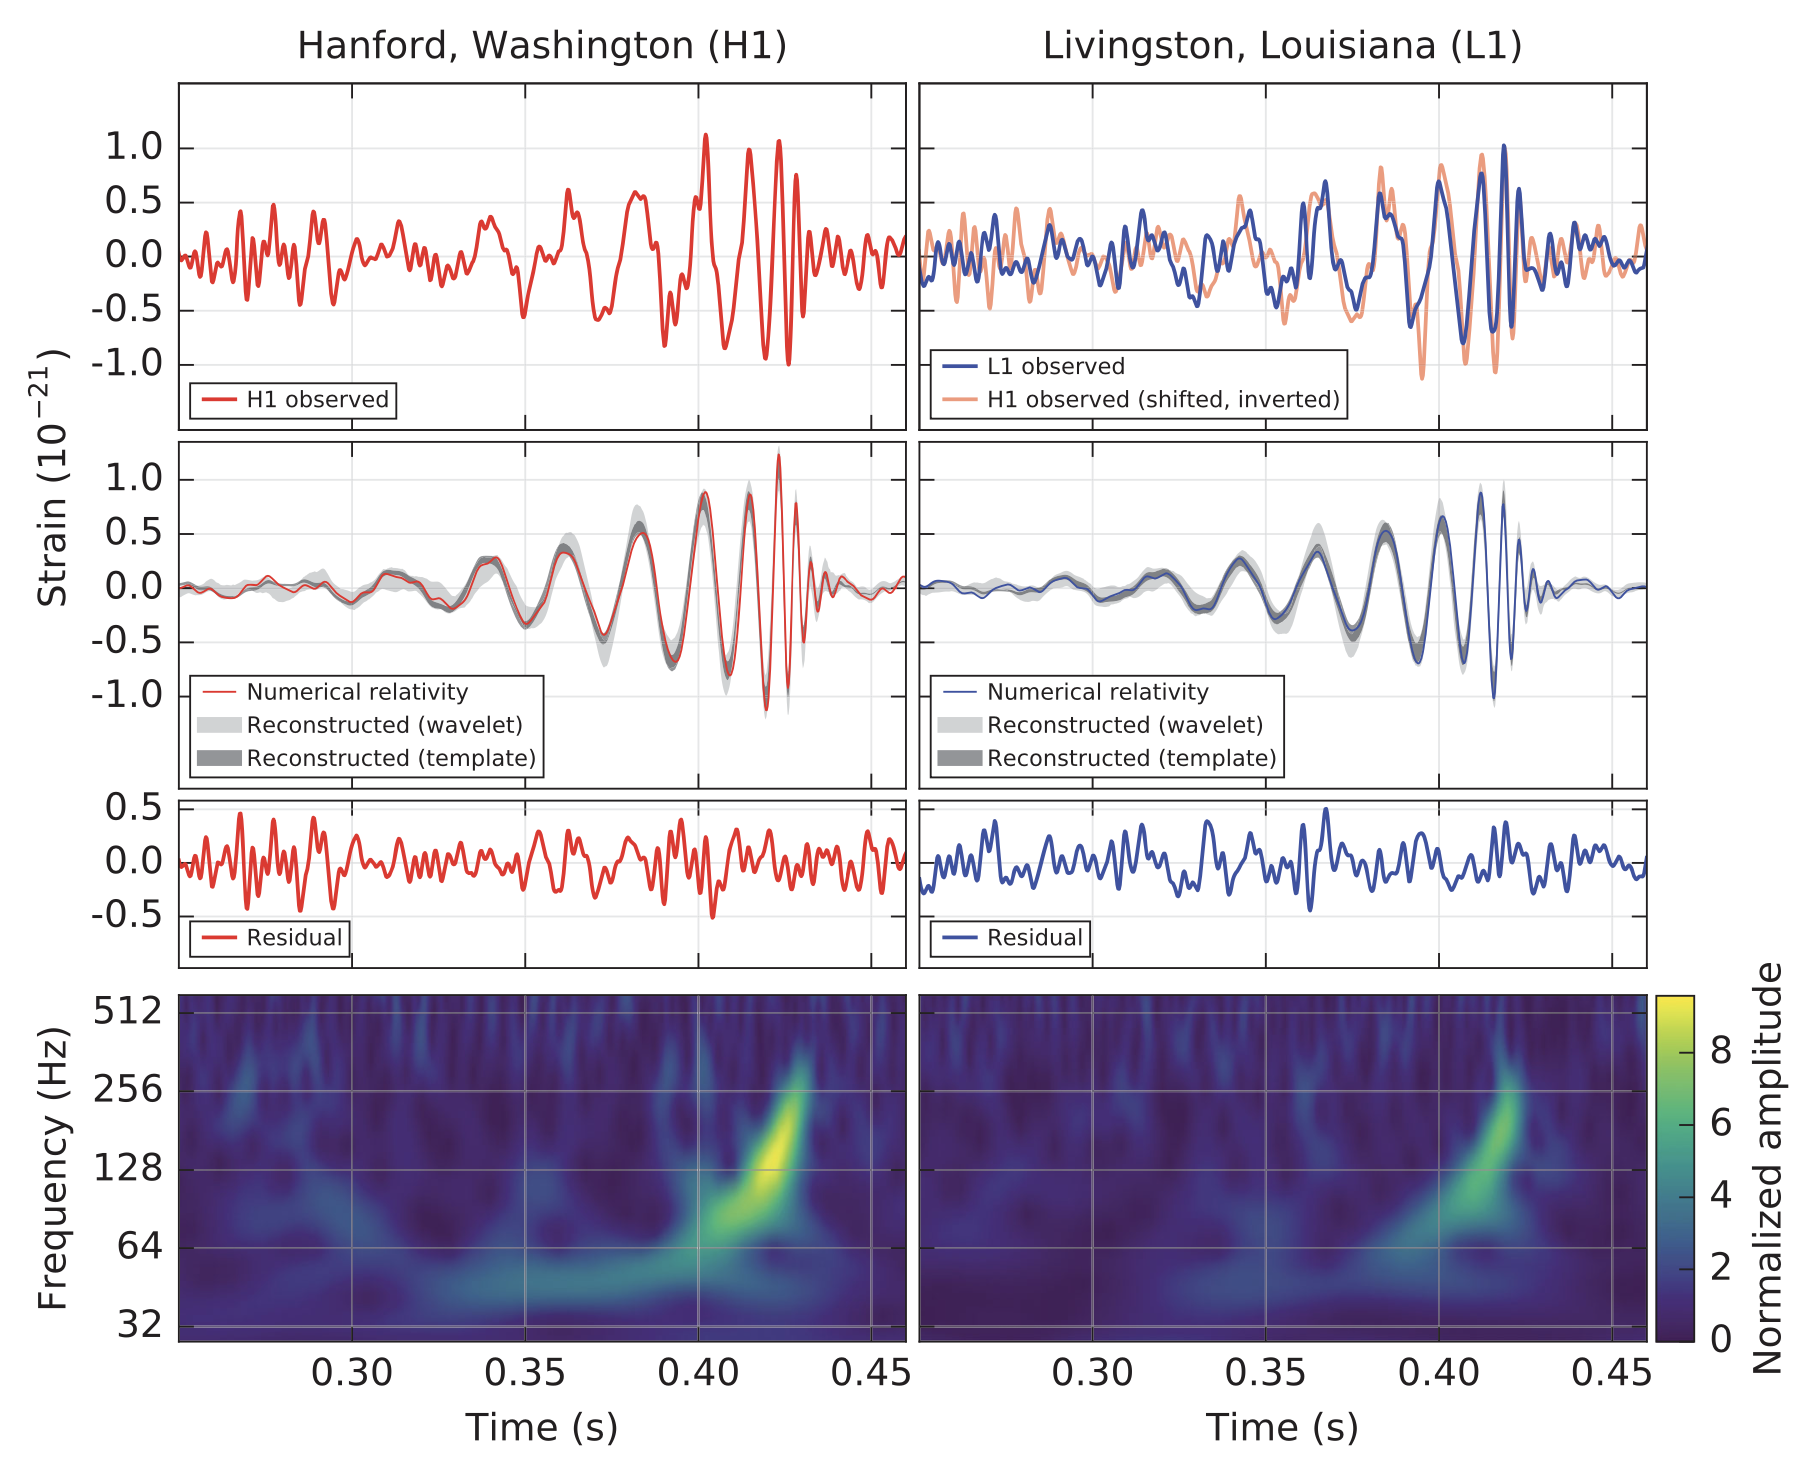 Hanford, Washington (H1)
Livingston, Louisiana (L1)
Strain (10−21)
1.0
0.5
0.0
-0.5
-1.0
H1 observed
L1 observed
H1 observed (shifted, inverted)
1.0
0.5
0.0
-0.5
-1.0
Numerical relativity
Reconstructed (wavelet)
Reconstructed (template)
Numerical relativity
Reconstructed (wavelet)
Reconstructed (template)
0.5
0.0
-0.5
Residual
Residual
Frequency (Hz)
512
256
128
64
32
Normalized amplitude
8
6
4
2
0
0.30 0.35 0.40 0.45
0.30 0.35 0.40 0.45
Time (s)
Time (s)